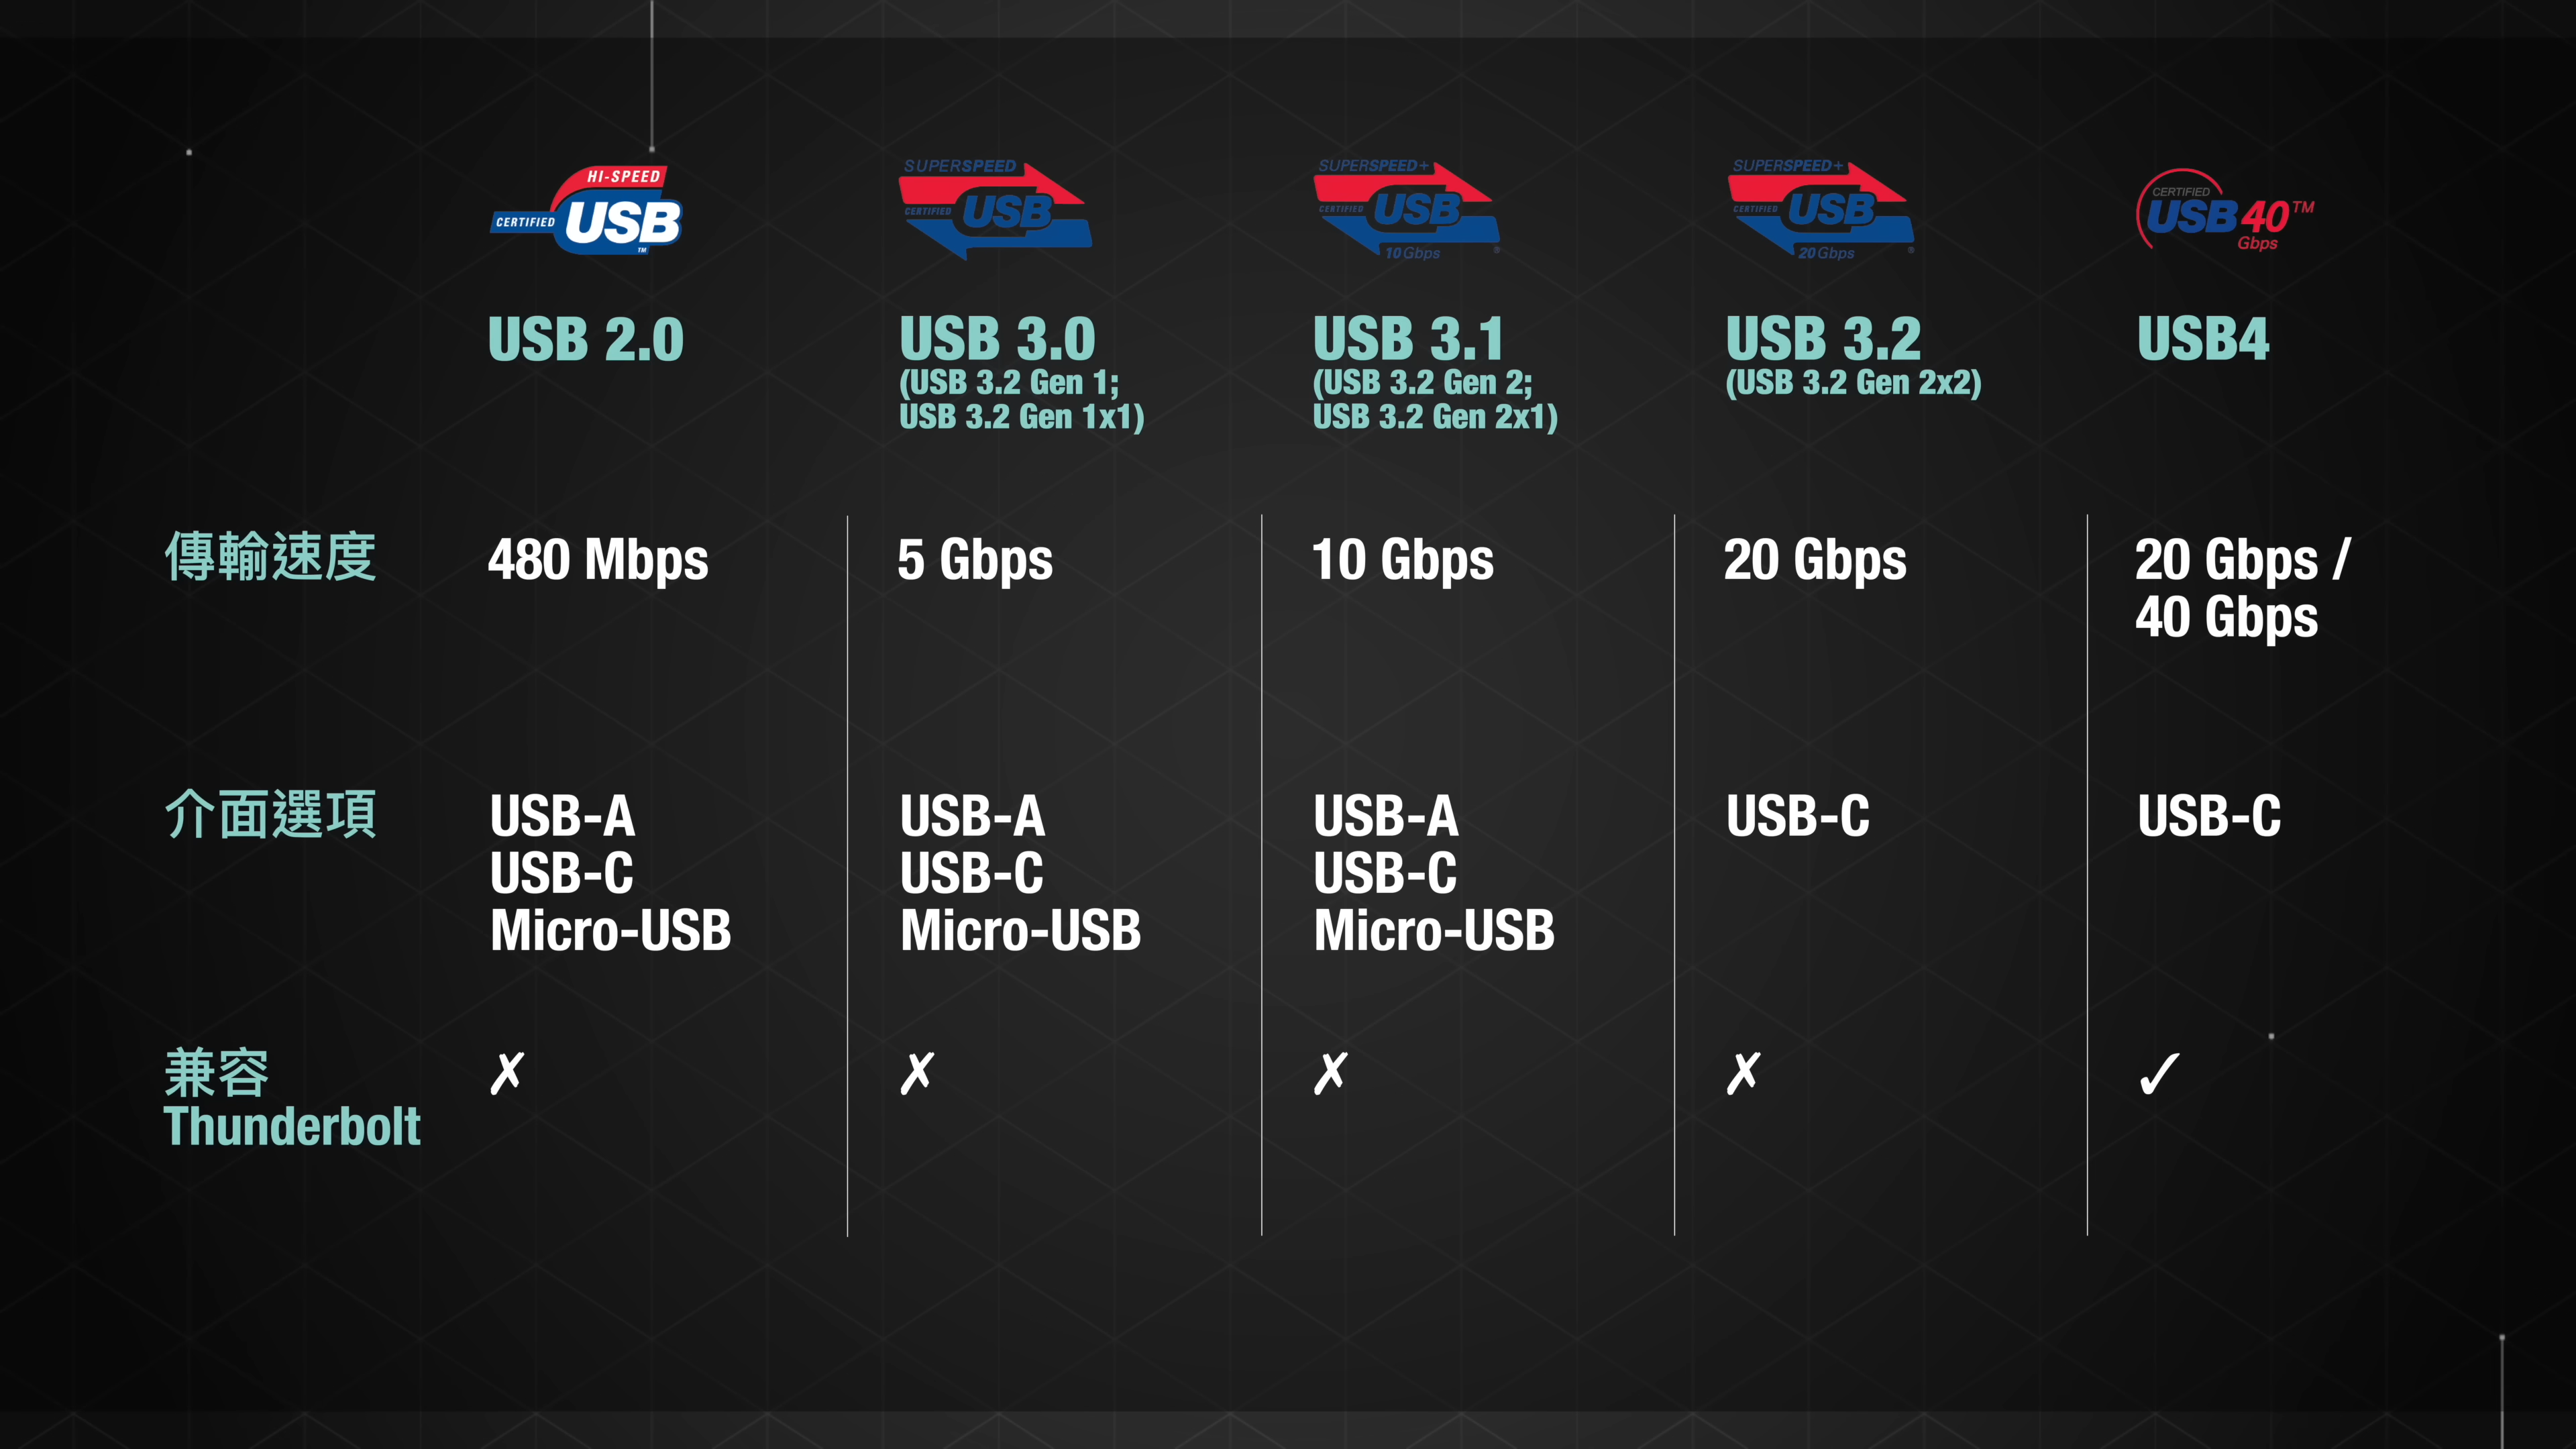 HI-SPEED
CERTIFIED USB
TM
SUPERSPEED
CERTIFIED USB
SUPERSPEED+
CERTIFIED USB
10Gbps ®
SUPERSPEED+
CERTIFIED USB
20Gbps ®
CERTIFIED
USB 40 TM
Gbps
USB 2.0
USB 3.0
(USB 3.2 Gen 1;
USB 3.2 Gen 1x1)
USB 3.1
(USB 3.2 Gen 2;
USB 3.2 Gen 2x1)
USB 3.2
(USB 3.2 Gen 2x2)
USB4
傳輸速度
480 Mbps
5 Gbps
10 Gbps
20 Gbps
20 Gbps /
40 Gbps
介面選項
USB-A
USB-C
Micro-USB
USB-A
USB-C
Micro-USB
USB-A
USB-C
Micro-USB
USB-C
USB-C
兼容
Thunderbolt
✗
✗
✗
✗
✓